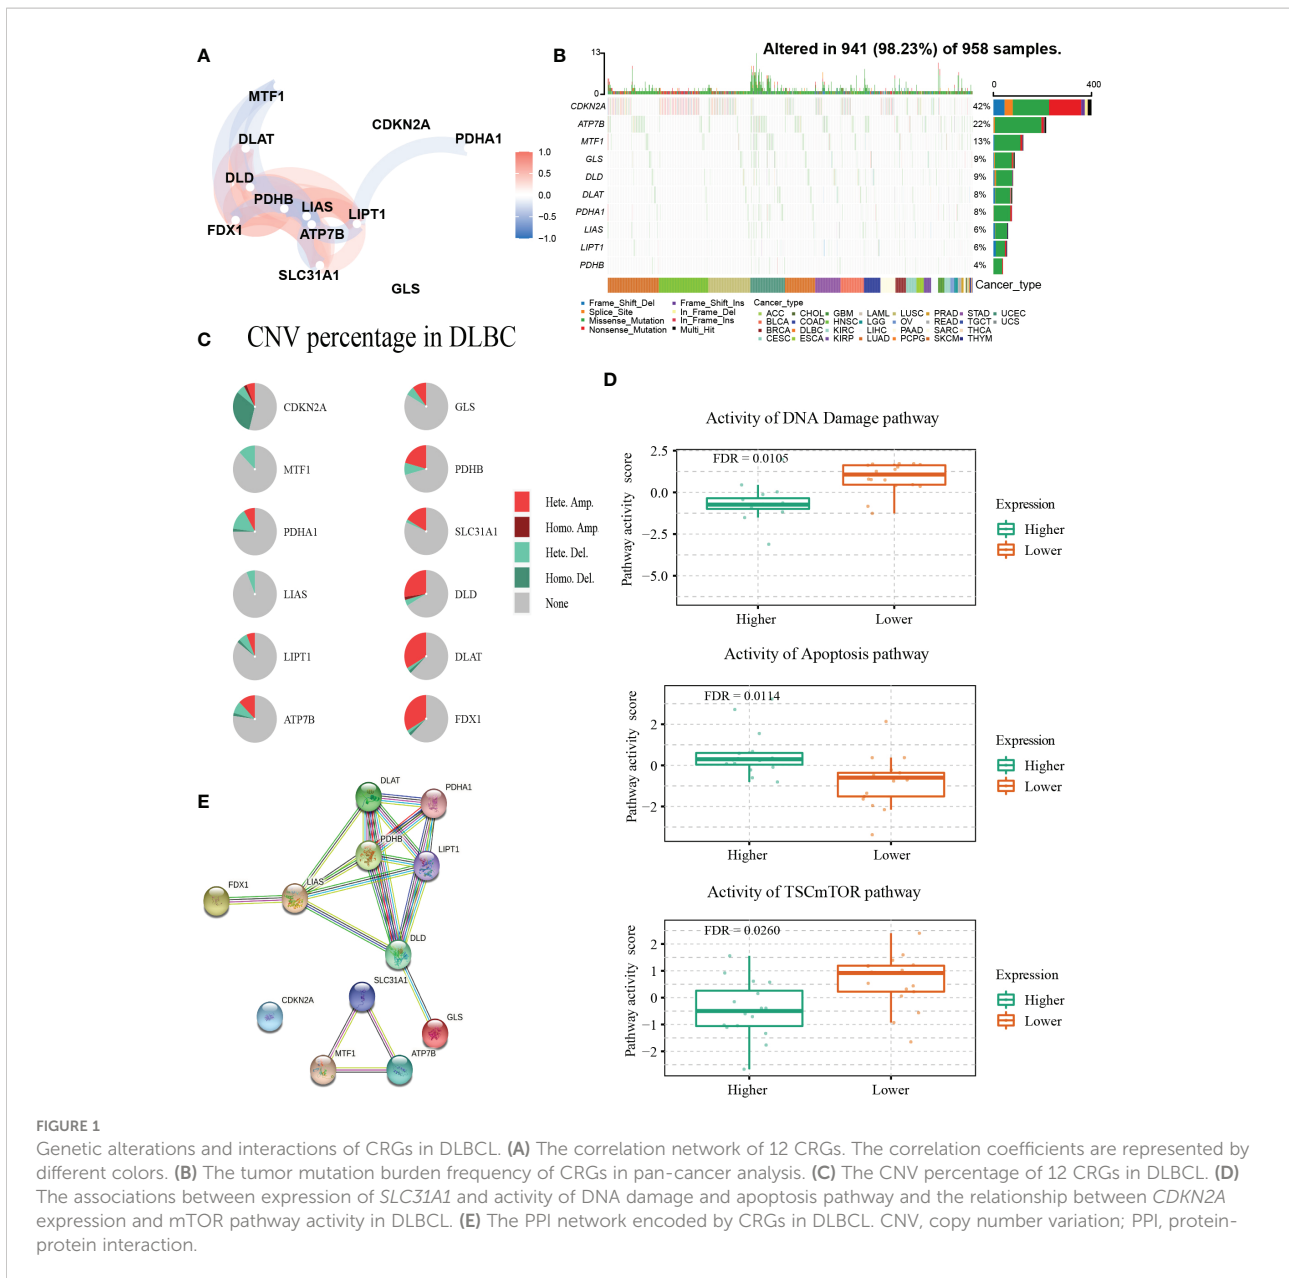 A
MTF1
DLAT
DLD
PDHB
LIAS
FDX1
ATP7B
LIPT1
SLC31A1
CDKN2A
PDHA1
GLS
1.0
0.5
0.0
−0.5
−1.0
B
Altered in 941 (98.23%) of 958 samples.
13
0
0 400
CDKN2A 42%
ATP7B 22%
MTF1 13%
GLS 9%
DLD 9%
DLAT 8%
PDHA1 8%
LIAS 6%
LIPT1 6%
PDHB 4%
Cancer_type
Frame_Shift_Del Frame_Shift_Ins
Splice_Site In_Frame_Del
Missense_Mutation In_Frame_Ins
Nonsense_Mutation Multi_Hit
Cancer_type
ACC CHOL GBM LAML LUSC PRAD STAD UCEC
BLCA COAD HNSC LGG OV READ TGCT UCS
BRCA DLBC KIRC LIHC PAAD SARC THCA
CESC ESCA KIRP LUAD PCPG SKCM THYM
C CNV percentage in DLBC
CDKN2A GLS
MTF1 PDHB
PDHA1 SLC31A1
LIAS DLD
LIPT1 DLAT
ATP7B FDX1
Hete. Amp.
Homo. Amp.
Hete. Del.
Homo. Del.
None
D
Activity of DNA Damage pathway
FDR = 0.0105
Pathway activity score
2.5
0.0
−2.5
−5.0
Higher Lower
Expression
Higher
Lower
Activity of Apoptosis pathway
FDR = 0.0114
Pathway activity score
2
0
−2
Higher Lower
Expression
Higher
Lower
Activity of TSCmTOR pathway
FDR = 0.0260
Pathway activity score
2
1
0
−1
−2
Higher Lower
Expression
Higher
Lower
E
DLAT
PDHA1
PDHB
LIPT1
FDX1
LIAS
DLD
SLC31A1
CDKN2A
GLS
MTF1
ATP7B
FIGURE 1
Genetic alterations and interactions of CRGs in DLBCL. (A) The correlation network of 12 CRGs. The correlation coefficients are represented by
different colors. (B) The tumor mutation burden frequency of CRGs in pan-cancer analysis. (C) The CNV percentage of 12 CRGs in DLBCL. (D)
The associations between expression of SLC31A1 and activity of DNA damage and apoptosis pathway and the relationship between CDKN2A
expression and mTOR pathway activity in DLBCL. (E) The PPI network encoded by CRGs in DLBCL. CNV, copy number variation; PPI, protein-
protein interaction.